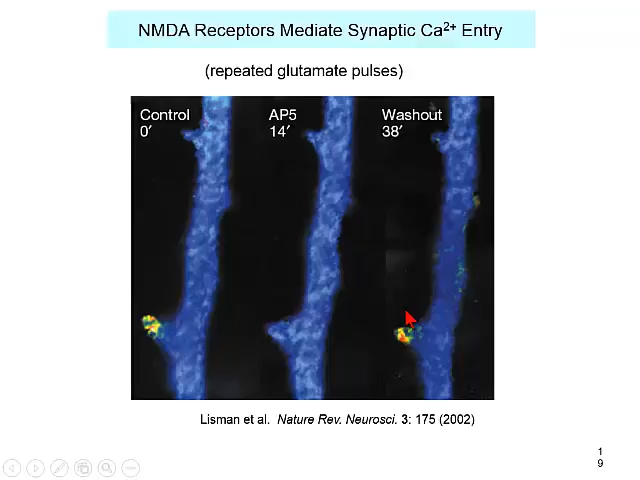 NMDA Receptors Mediate Synaptic Ca²⁺ Entry
(repeated glutamate pulses)
Control AP5 Washout
0′ 14′ 38′
Lisman et al. Nature Rev. Neurosci. 3: 175 (2002)
1
9